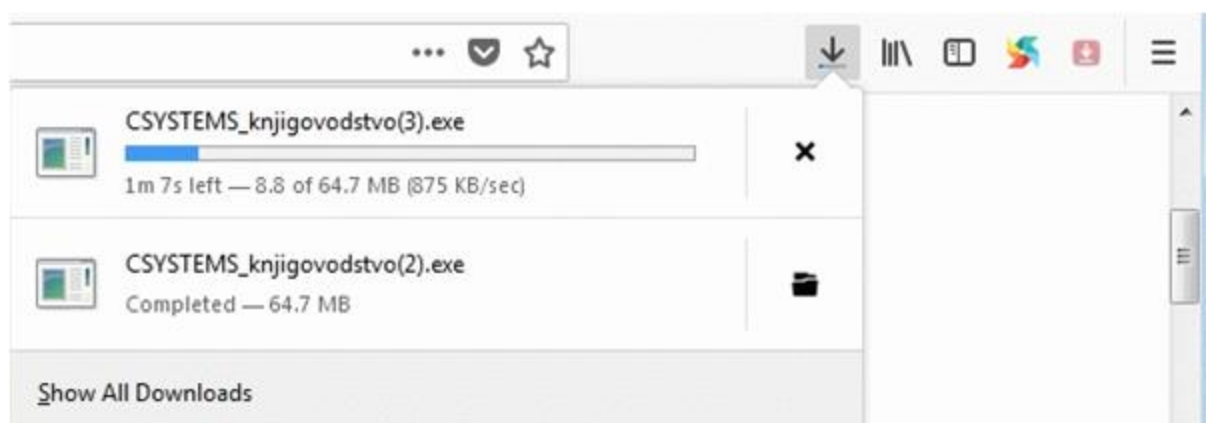 CSYSTEMS_knjigovodstvo(3).exe
1m 7s left — 8.8 of 64.7 MB (875 KB/sec)
CSYSTEMS_knjigovodstvo(2).exe
Completed — 64.7 MB
Show All Downloads